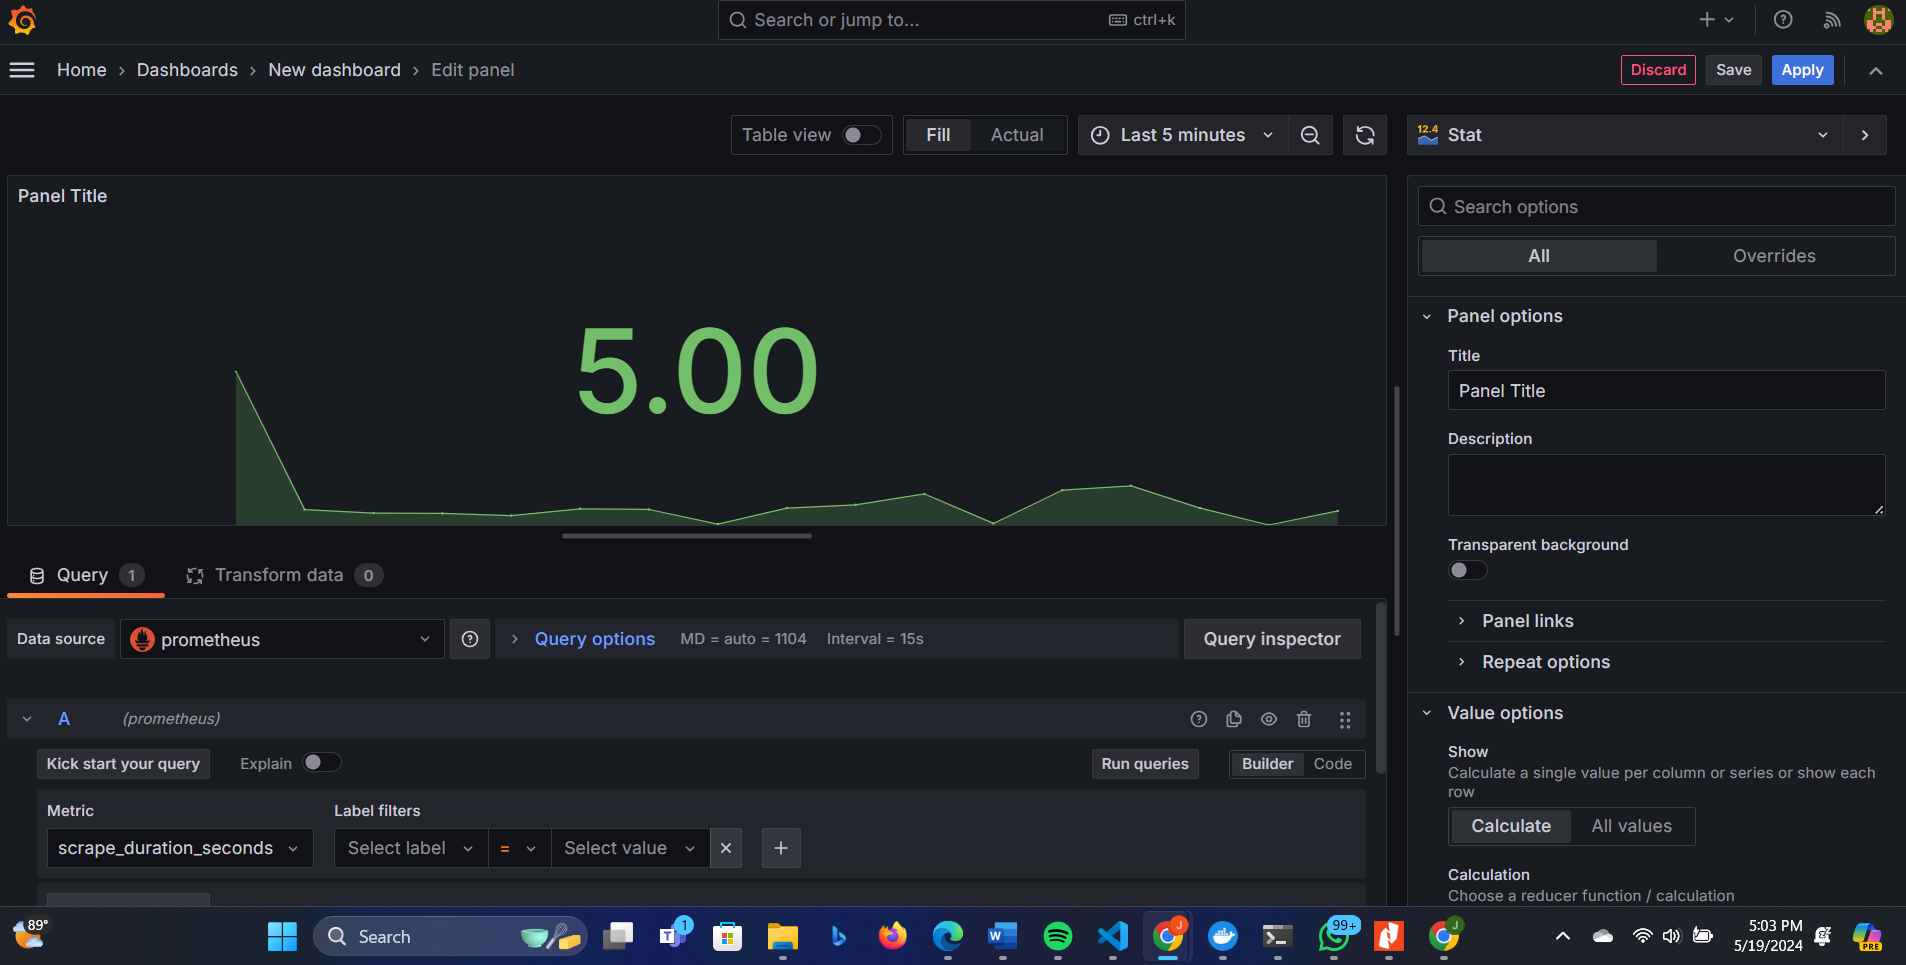 Search or jump to...
ctrl+k
Home › Dashboards › New dashboard › Edit panel
Discard
Save
Apply
Table view
Fill
Actual
Last 5 minutes
12.4
Stat
Panel Title
5.00
Search options
All
Overrides
Panel options
Title
Panel Title
Description
Transparent background
Panel links
Repeat options
Value options
Show
Calculate a single value per column or series or show each
row
Calculate
All values
Calculation
Choose a reducer function / calculation
Query 1
Transform data 0
Data source
prometheus
Query options
MD = auto = 1104
Interval = 15s
Query inspector
A
(prometheus)
Kick start your query
Explain
Run queries
Builder
Code
Metric
Label filters
scrape_duration_seconds
Select label
=
Select value
89°
Search
1
J
99+
J
5:03 PM
5/19/2024
PRE